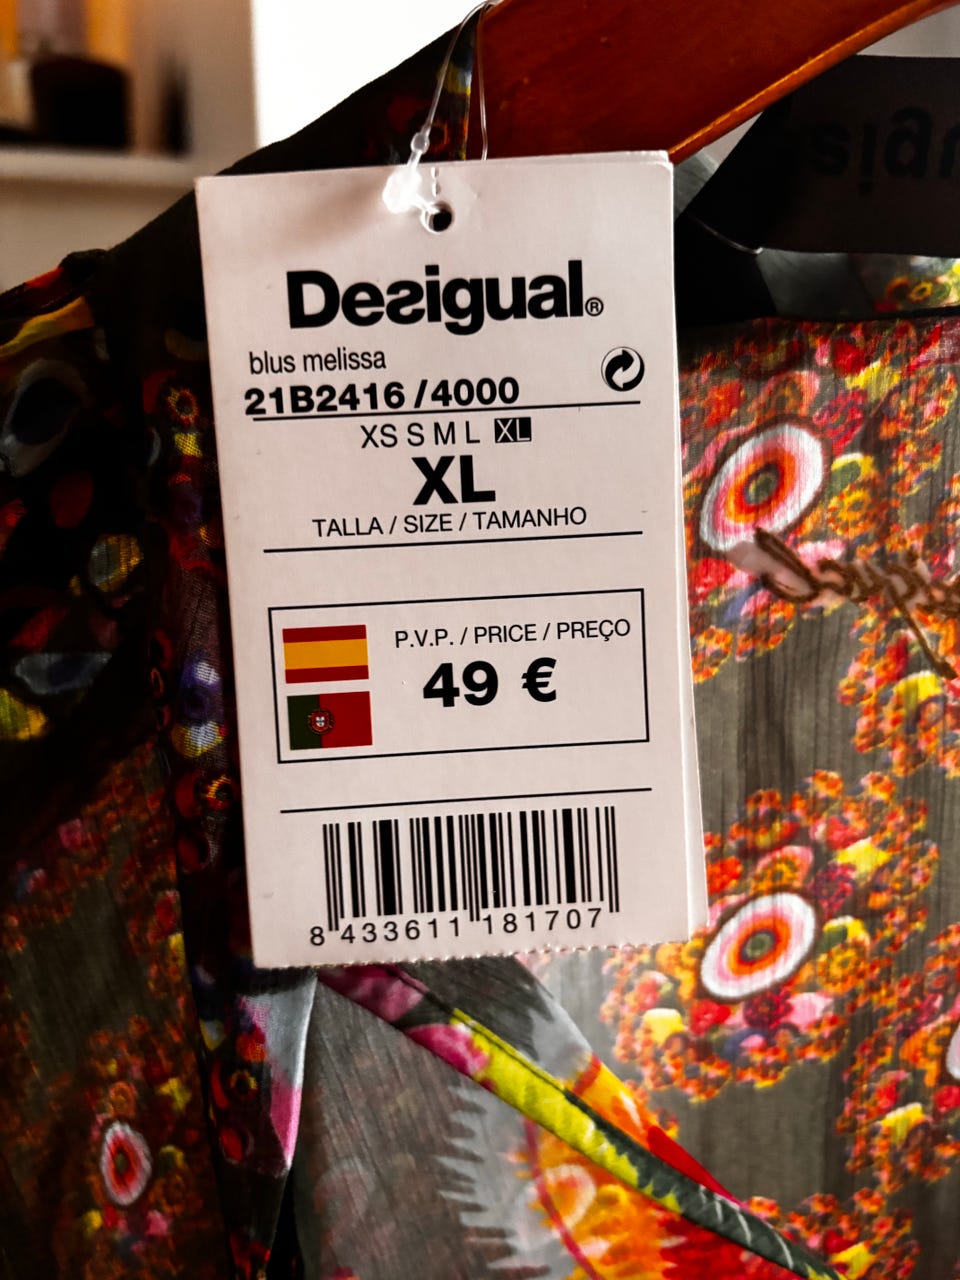 Desigual®
blus melissa
21B2416 /4000
XS S M L XL
XL
TALLA / SIZE / TAMANHO
P.V.P. / PRICE / PREÇO
49 €
8 433611 181707